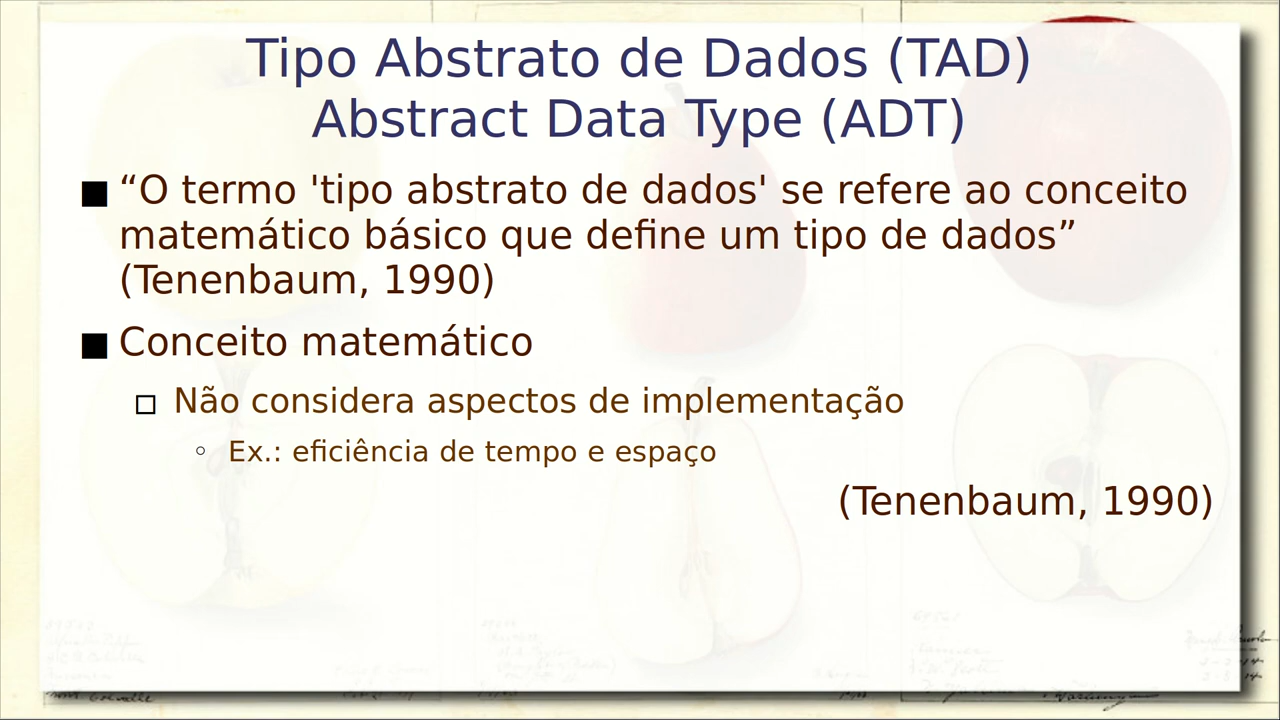 Tipo Abstrato de Dados (TAD)
Abstract Data Type (ADT)
“O termo 'tipo abstrato de dados' se refere ao conceito
matemático básico que define um tipo de dados”
(Tenenbaum, 1990)
Conceito matemático
Não considera aspectos de implementação
Ex.: eficiência de tempo e espaço
(Tenenbaum, 1990)